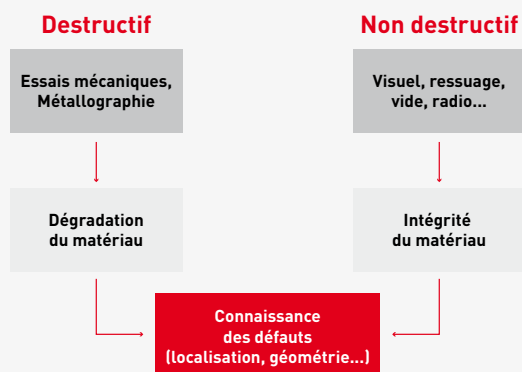 Destructif
Essais mécaniques,
Métallographie
Dégradation
du matériau
Non destructif
Visuel, ressuage,
vide, radio...
Intégrité
du matériau
Connaissance
des défauts
(localisation, géométrie...)